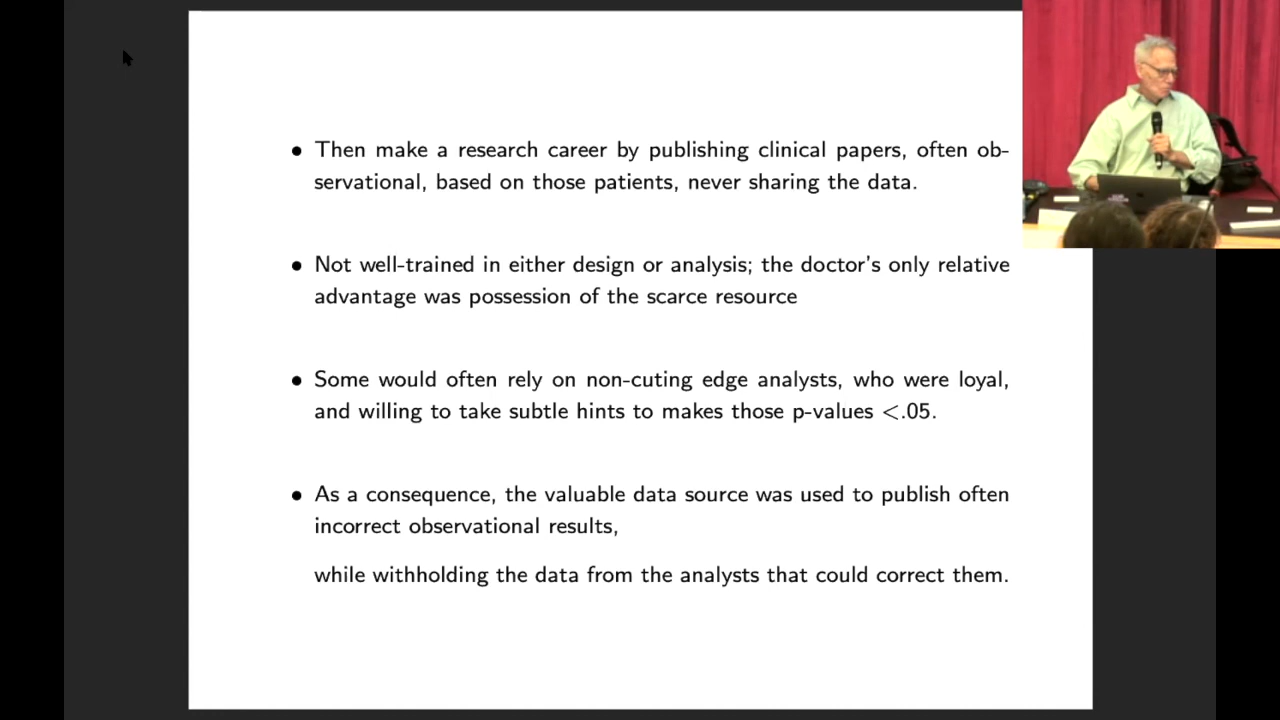 • Then make a research career by publishing clinical papers, often ob-
servational, based on those patients, never sharing the data.
• Not well-trained in either design or analysis; the doctor's only relative
advantage was possession of the scarce resource
• Some would often rely on non-cuting edge analysts, who were loyal,
and willing to take subtle hints to makes those p-values <.05.
• As a consequence, the valuable data source was used to publish often
incorrect observational results,
while withholding the data from the analysts that could correct them.